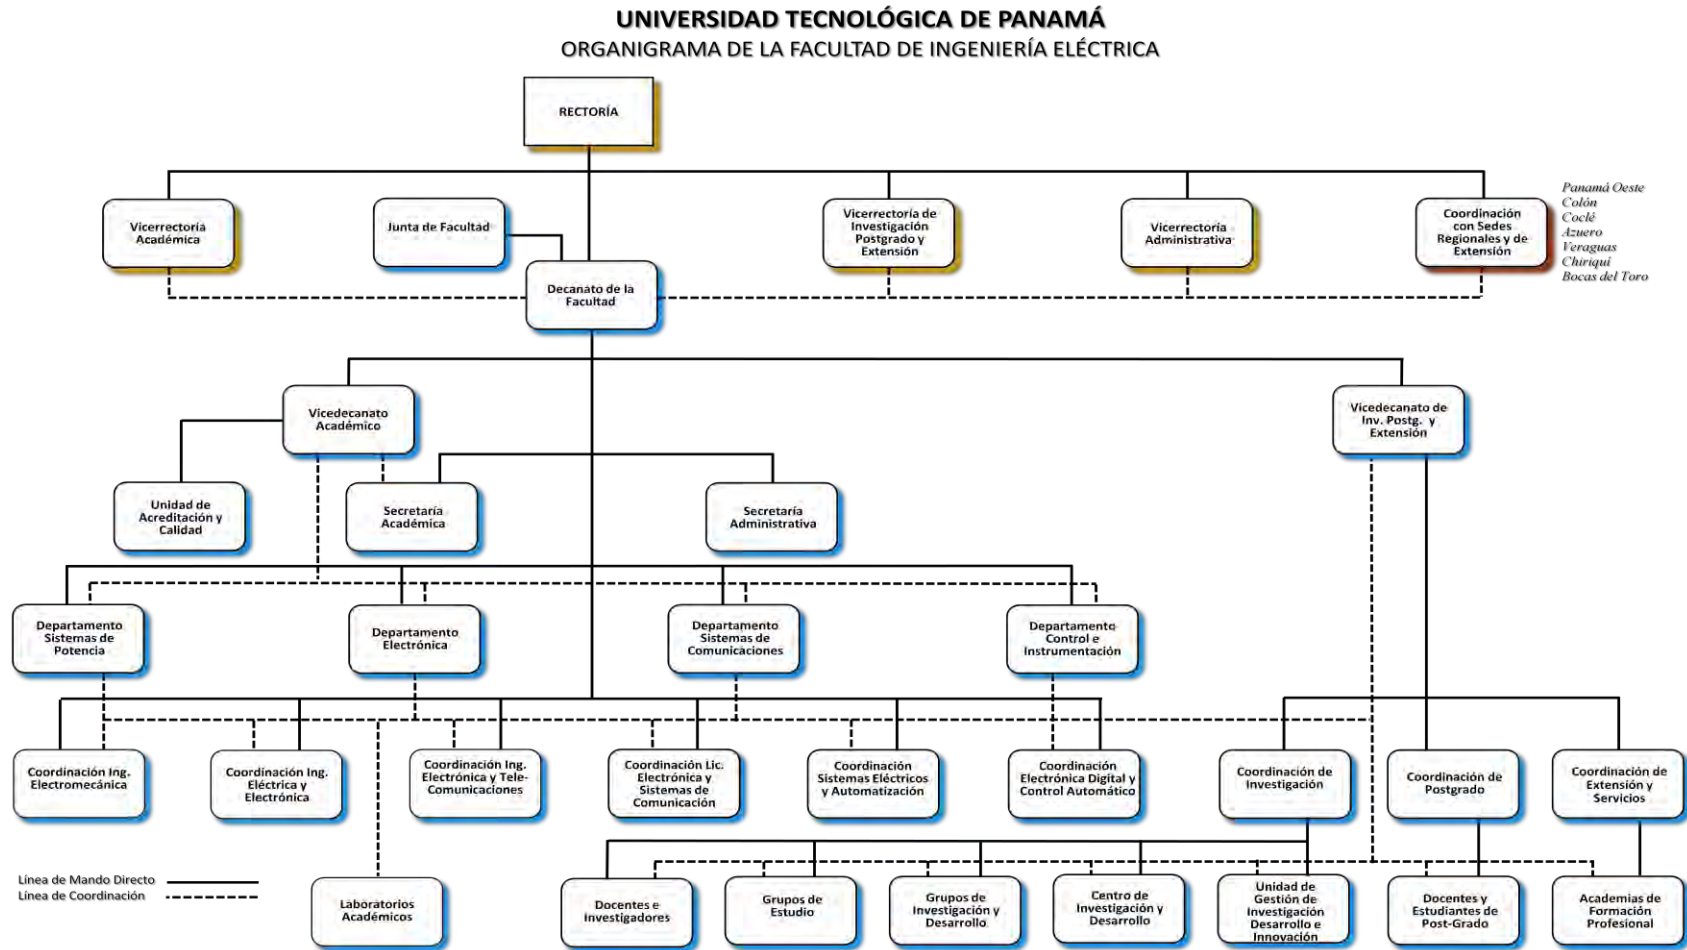 UNIVERSIDAD TECNOLÓGICA DE PANAMÁ
ORGANIGRAMA DE LA FACULTAD DE INGENIERÍA ELÉCTRICA
RECTORÍA
Vicerrectoría
Académica
Junta de Facultad
Vicerrectoría de
Investigación
Postgrado y
Extensión
Vicerrectoría
Administrativa
Coordinación
con Sedes
Regionales y de
Extensión
Panamá Oeste
Colón
Coclé
Azuero
Veraguas
Chiriquí
Bocas del Toro
Decanato de la
Facultad
Vicedecanato
Académico
Vicedecanato de
Inv. Postg. y
Extensión
Unidad de
Acreditación y
Calidad
Secretaría
Académica
Secretaría
Administrativa
Departamento
Sistemas de
Potencia
Departamento
Electrónica
Departamento
Sistemas de
Comunicaciones
Departamento
Control e
Instrumentación
Coordinación Ing.
Electromecánica
Coordinación Ing.
Eléctrica y
Electrónica
Coordinación Ing.
Electrónica y Tele-
Comunicaciones
Coordinación Lic.
Electrónica y
Sistemas de
Comunicación
Coordinación
Sistemas Eléctricos
y Automatización
Coordinación
Electrónica Digital y
Control Automático
Coordinación de
Investigación
Coordinación de
Postgrado
Coordinación de
Extensión y
Servicios
Línea de Mando Directo
Línea de Coordinación
Laboratorios
Académicos
Docentes e
Investigadores
Grupos de
Estudio
Grupos de
Investigación y
Desarrollo
Centro de
Investigación y
Desarrollo
Unidad de
Gestión de
Investigación
Desarrollo e
Innovación
Docentes y
Estudiantes de
Post-Grado
Academias de
Formación
Profesional